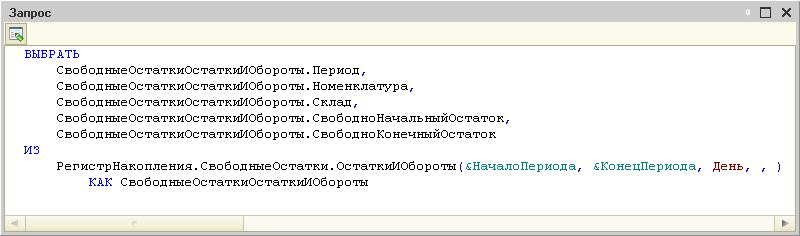 Запрос
ВЫБРАТЬ
СвободныеОстаткиОстаткиИОбороты.Период,
СвободныеОстаткиОстаткиИОбороты.Номенклатура,
СвободныеОстаткиОстаткиИОбороты.Склад,
СвободныеОстаткиОстаткиИОбороты.СвободноНачальныйОстаток,
СвободныеОстаткиОстаткиИОбороты.СвободноКонечныйОстаток
ИЗ
РегистрНакопления.СвободныеОстатки.ОстаткиИОбороты(&НачалоПериода, &КонецПериода, День, , )
КАК СвободныеОстаткиОстаткиИОбороты